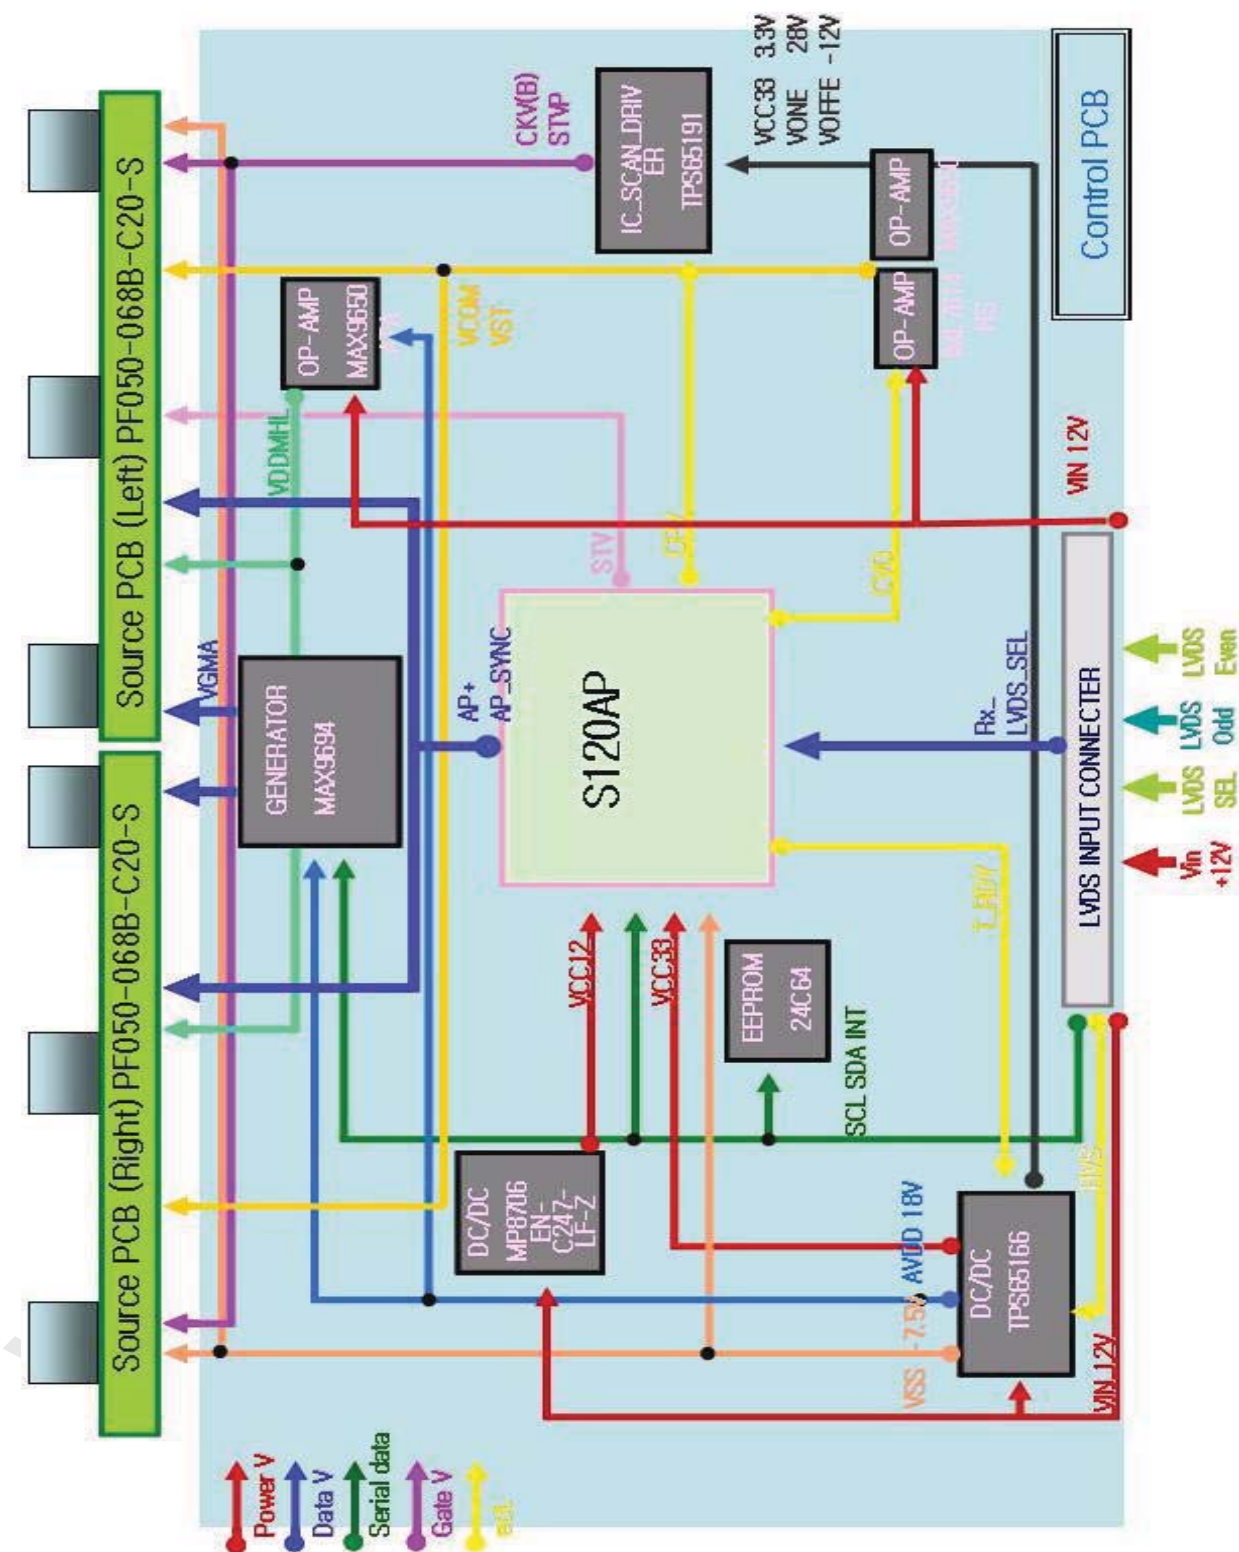 Source PCB (Right) PF050-068B-C20-S
Source PCB (Left) PF050-068B-C20-S
Power V
Data V
Serial data
Gate V
VGMA
VDDMHL
GENERATOR
MAX9694
OP-AMP
MAX9650
VCOM
VST
CKV(B)
STVP
IC_SCAN_DRIV
ER
TPS65191
VCC33 3.3V
VONE 28V
VOFFE -12V
AP+
AP_SYNC
STV
S120AP
DC/DC
MP8706
EN-
C247-
LF-Z
VCC12
VCC33
EEPROM
24C64
SCL SDA INT
OP-AMP
OP-AMP
VSS -7.5V
AVDD 18V
DC/DC
TPS65166
T_RDY
Rx_
LVDS_SEL
VIN 12V
VIN 12V
LVDS INPUT CONNECTER
Control PCB
Vin
+12V
LVDS
SEL
LVDS
Odd
LVDS
Even